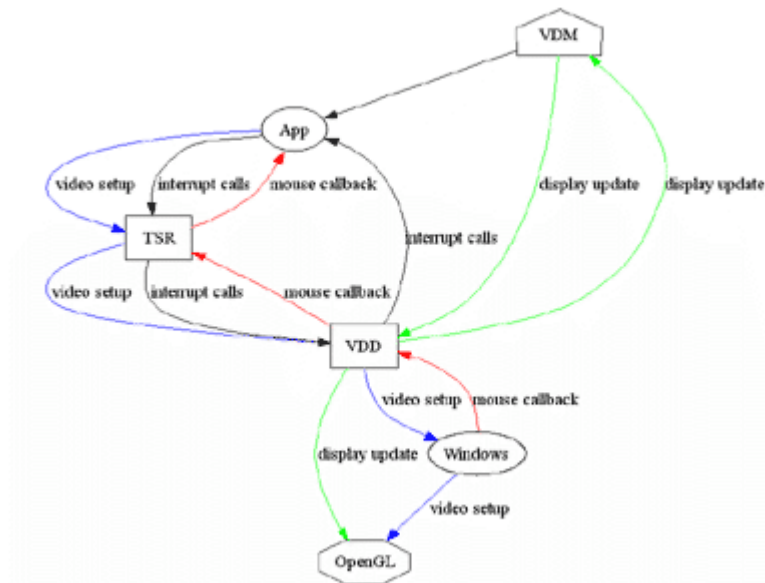 VDM
App
video setup
interrupt calls
mouse callback
display update
display update
TSR
interrupt calls
video setup
interrupt calls
mouse callback
VDD
video setup
mouse callback
display update
Windows
video setup
OpenGL